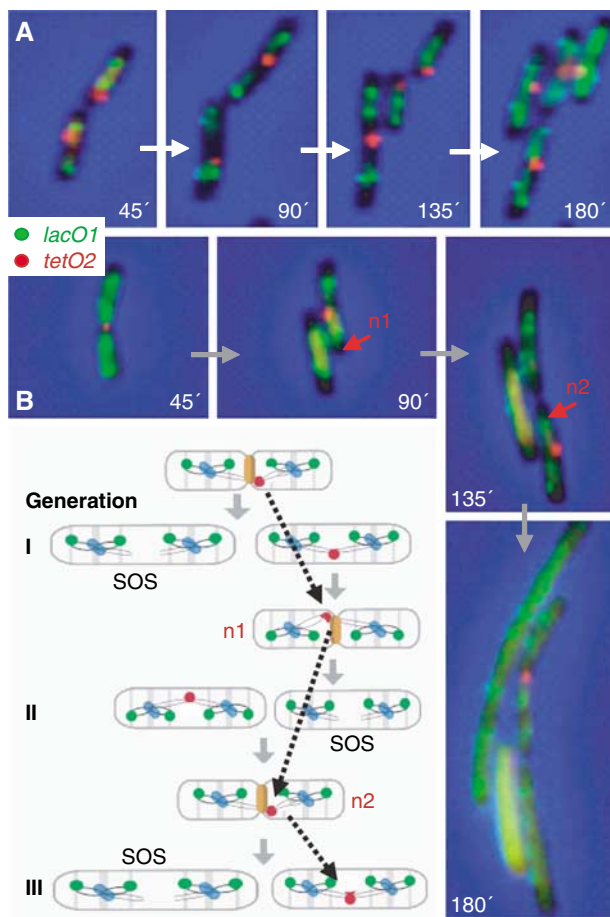 A
45´
90´
135´
180´
lacO1
tetO2
B
45´
n1
90´
n2
135´
Generation
I
SOS
n1
II
SOS
n2
SOS
III
180´